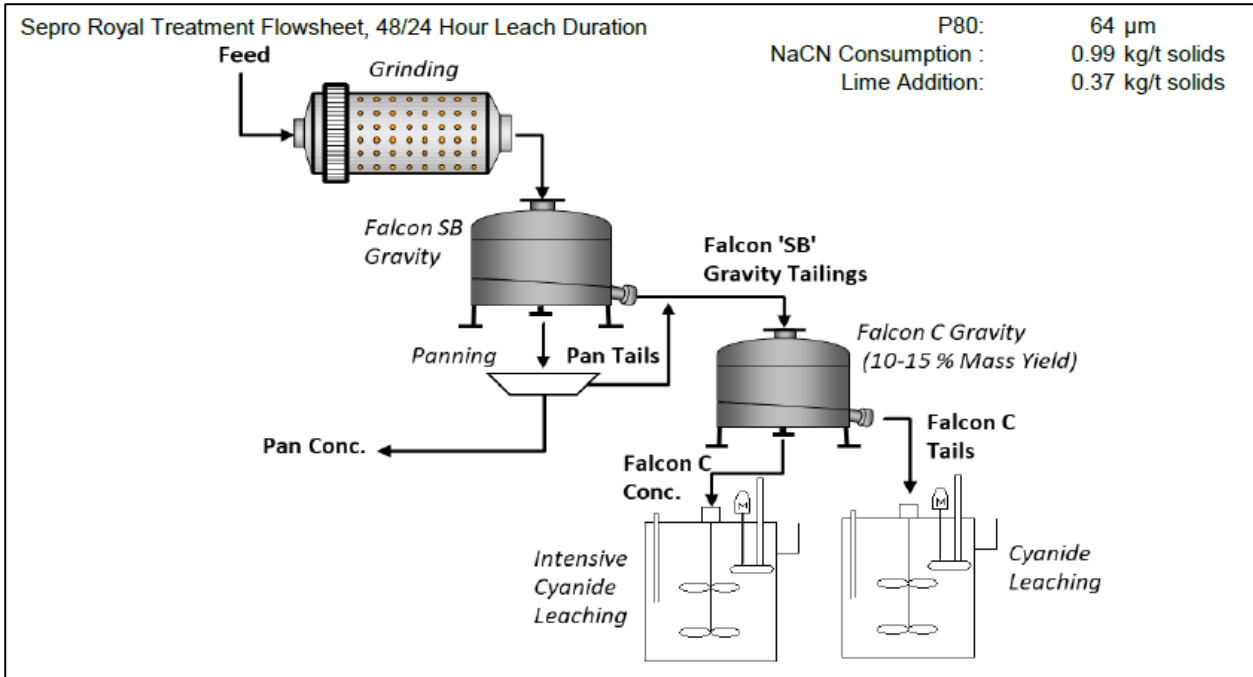 Sepro Royal Treatment Flowsheet, 48/24 Hour Leach Duration
P80: 64 µm
NaCN Consumption : 0.99 kg/t solids
Lime Addition: 0.37 kg/t solids
Feed
Grinding
Falcon SB
Gravity
Falcon 'SB'
Gravity Tailings
Panning
Pan Tails
Falcon C Gravity
(10-15 % Mass Yield)
Pan Conc.
Falcon C
Conc.
Falcon C
Tails
M
M
Intensive
Cyanide
Leaching
Cyanide
Leaching